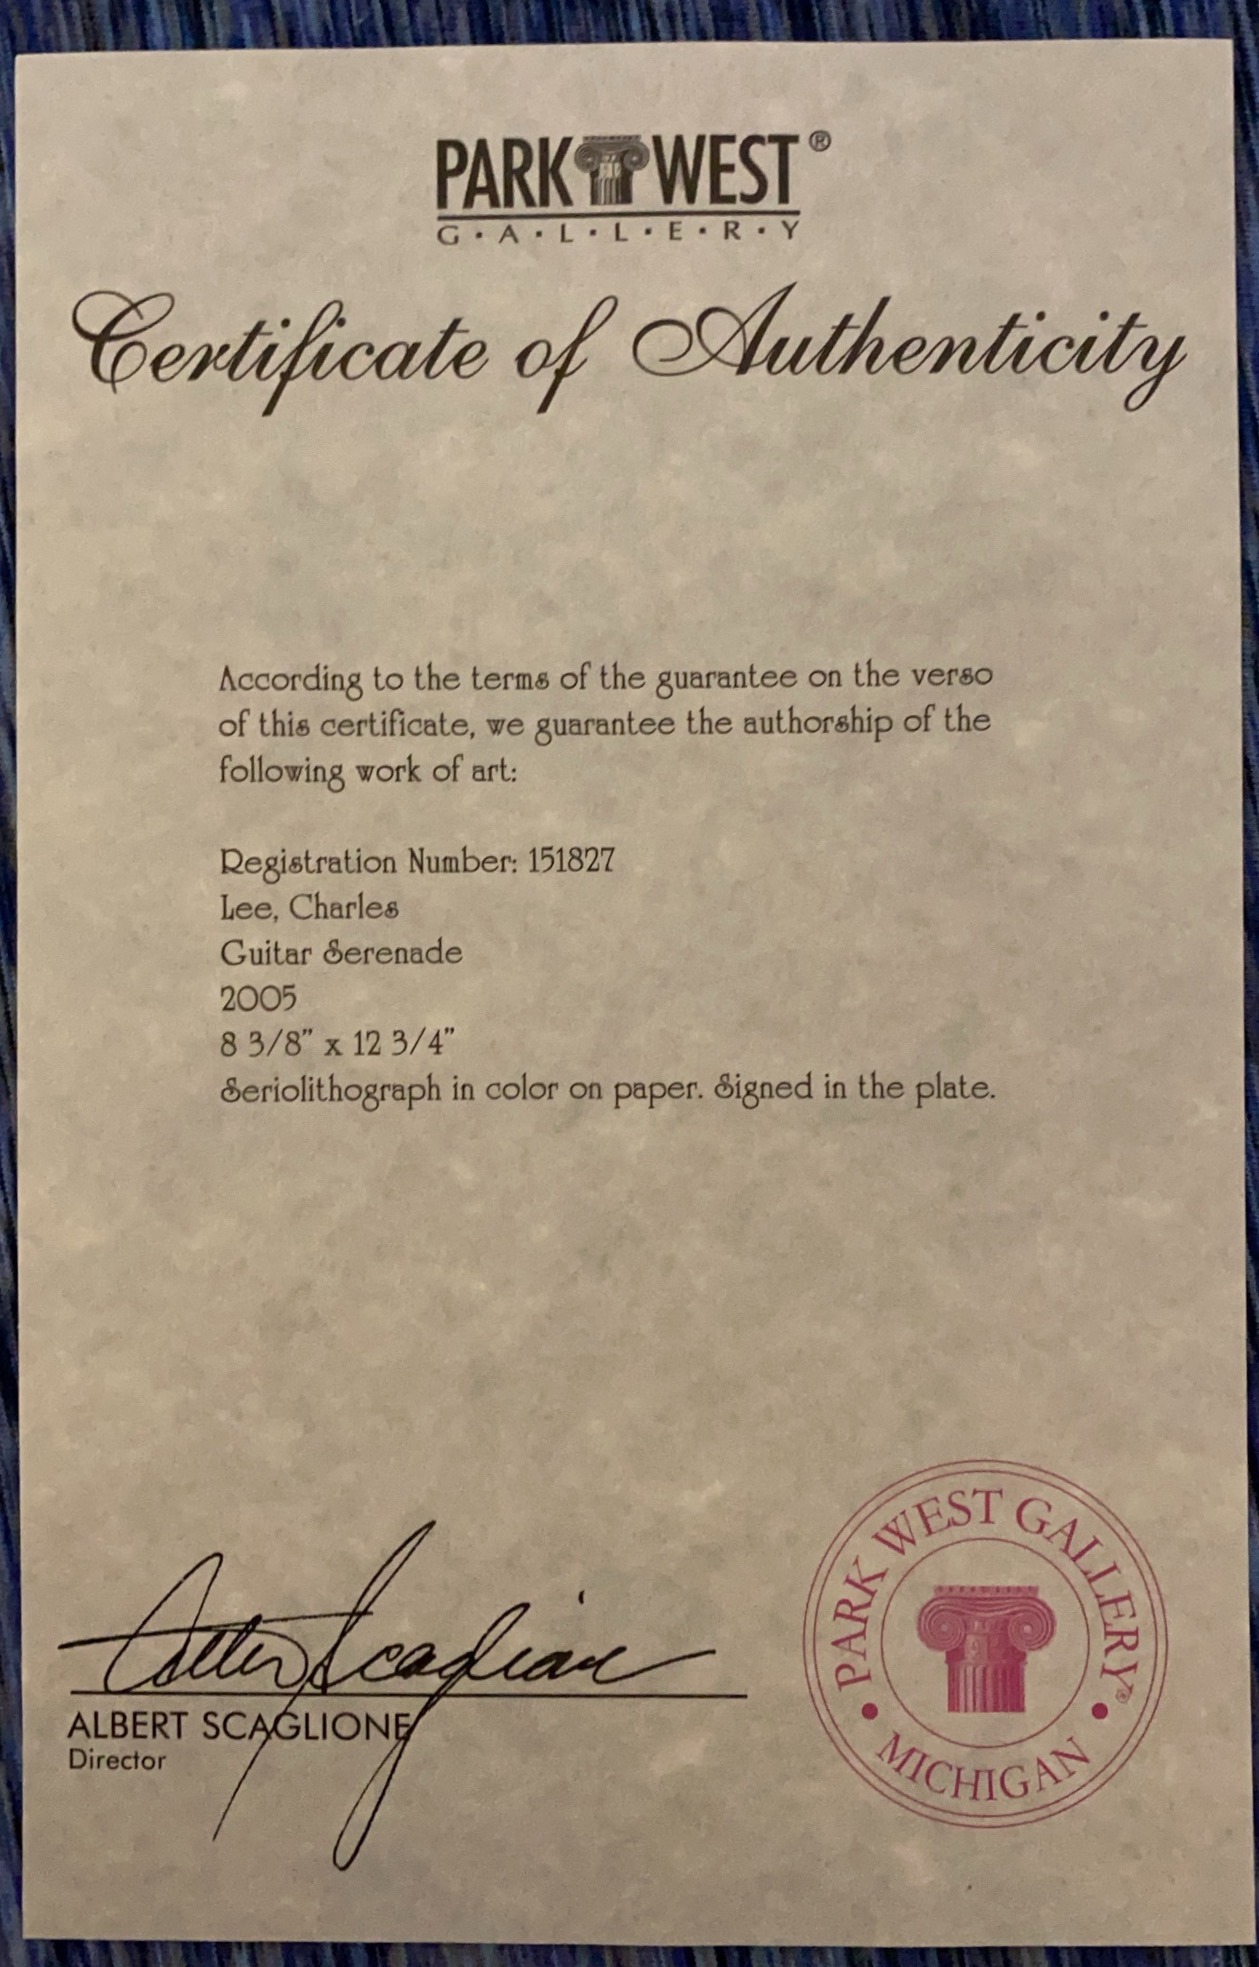 PARK WEST®
G·A·L·L·E·R·Y
Certificate of Authenticity
According to the terms of the guarantee on the verso
of this certificate, we guarantee the authorship of the
following work of art:
Registration Number: 151827
Lee, Charles
Guitar Serenade
2005
8 3/8" x 12 3/4"
Seriolithograph in color on paper. Signed in the plate.
Albert Scaglione
ALBERT SCAGLIONE
Director
PARK WEST GALLERY®
• MICHIGAN •